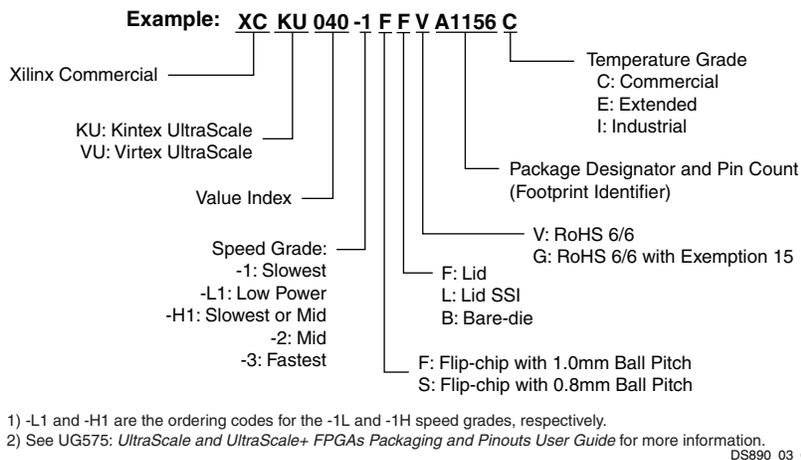 Example: XC KU 040 -1 F F V A1156 C
Xilinx Commercial
KU: Kintex UltraScale
VU: Virtex UltraScale
Value Index
Speed Grade:
-1: Slowest
-L1: Low Power
-H1: Slowest or Mid
-2: Mid
-3: Fastest
Temperature Grade
C: Commercial
E: Extended
I: Industrial
Package Designator and Pin Count
(Footprint Identifier)
V: RoHS 6/6
G: RoHS 6/6 with Exemption 15
F: Lid
L: Lid SSI
B: Bare-die
F: Flip-chip with 1.0mm Ball Pitch
S: Flip-chip with 0.8mm Ball Pitch
1) -L1 and -H1 are the ordering codes for the -1L and -1H speed grades, respectively.
2) See UG575: UltraScale and UltraScale+ FPGAs Packaging and Pinouts User Guide for more information.
DS890_03